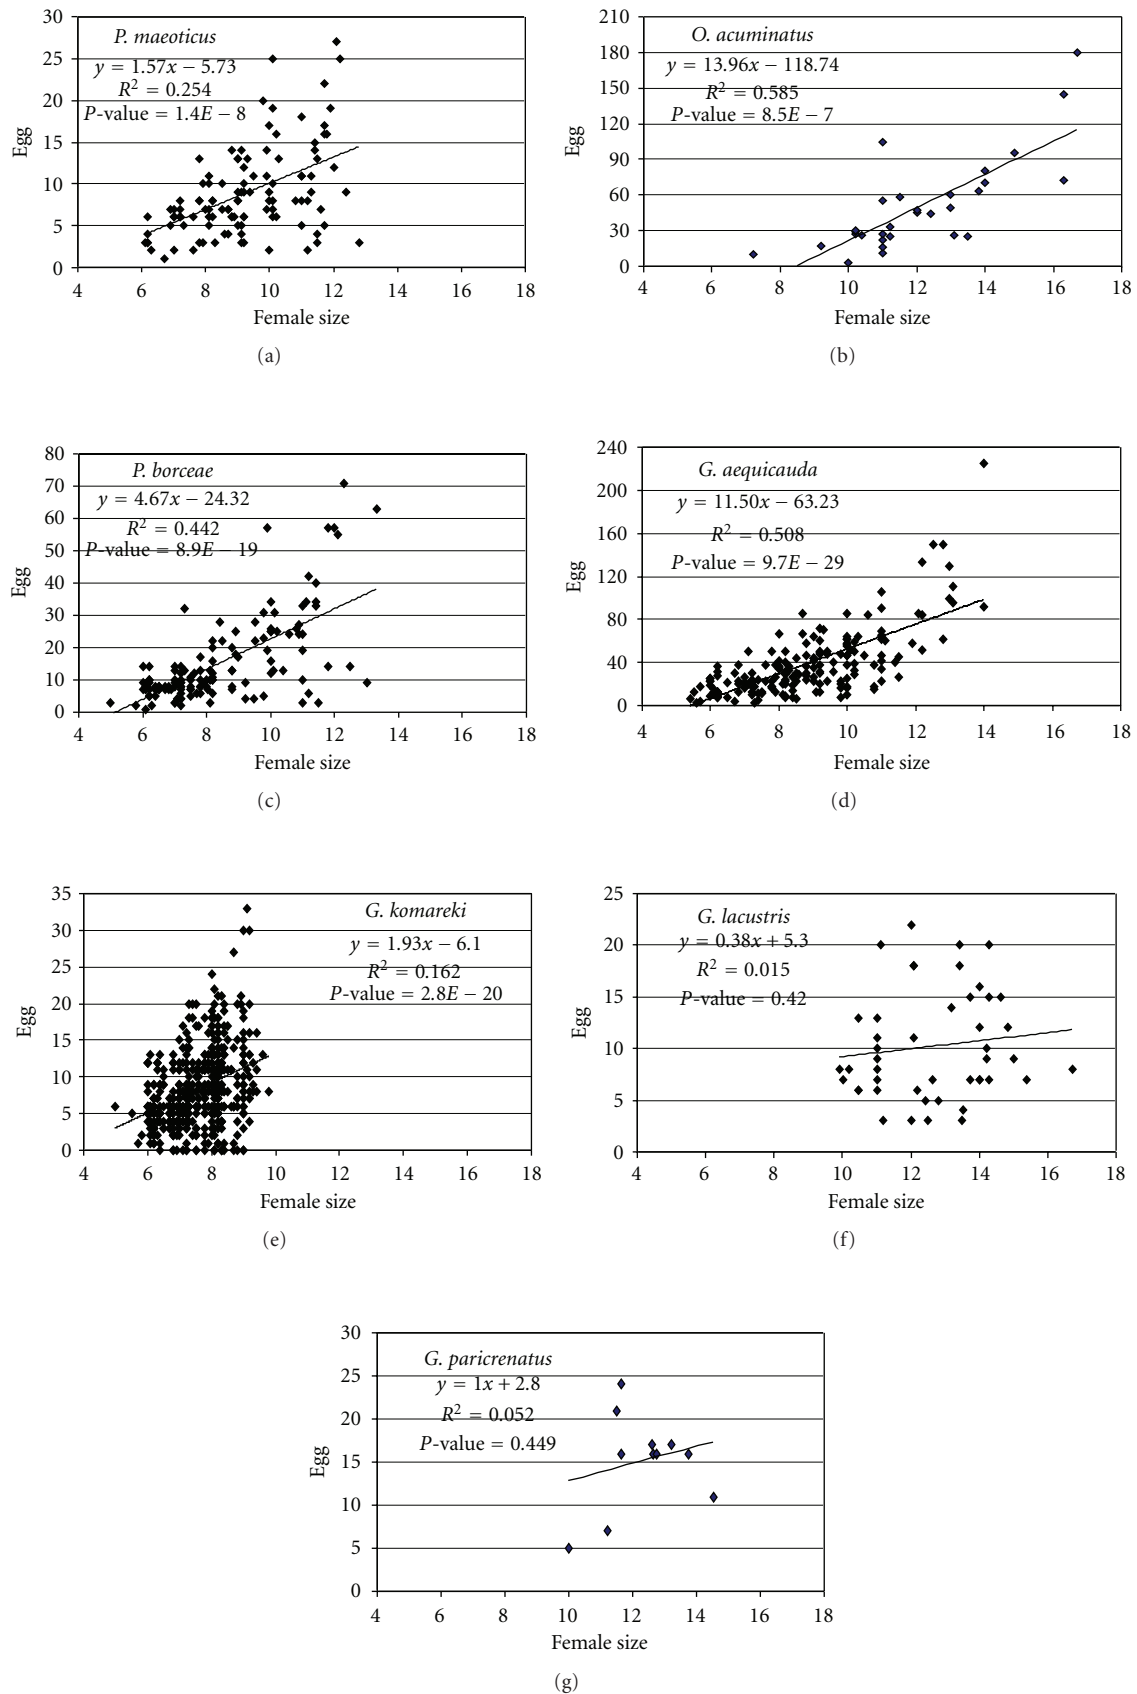 P. maeoticus
y = 1.57x − 5.73
R² = 0.254
P-value = 1.4E − 8
30
25
20
15
10
5
0
Egg
4 6 8 10 12 14 16 18
Female size
(a)
O. acuminatus
y = 13.96x − 118.74
R² = 0.585
P-value = 8.5E − 7
210
180
150
120
90
60
30
0
Egg
4 6 8 10 12 14 16 18
Female size
(b)
P. borceae
y = 4.67x − 24.32
R² = 0.442
P-value = 8.9E − 19
80
70
60
50
40
30
20
10
0
Egg
4 6 8 10 12 14 16 18
Female size
(c)
G. aequicauda
y = 11.50x − 63.23
R² = 0.508
P-value = 9.7E − 29
240
200
160
120
80
40
0
Egg
4 6 8 10 12 14 16 18
Female size
(d)
G. komareki
y = 1.93x − 6.1
R² = 0.162
P-value = 2.8E − 20
35
30
25
20
15
10
5
0
Egg
4 6 8 10 12 14 16 18
Female size
(e)
G. lacustris
y = 0.38x + 5.3
R² = 0.015
P-value = 0.42
25
20
15
10
5
0
Egg
4 6 8 10 12 14 16 18
Female size
(f)
G. paricrenatus
y = 1x + 2.8
R² = 0.052
P-value = 0.449
30
25
20
15
10
5
0
Egg
4 6 8 10 12 14 16 18
Female size
(g)